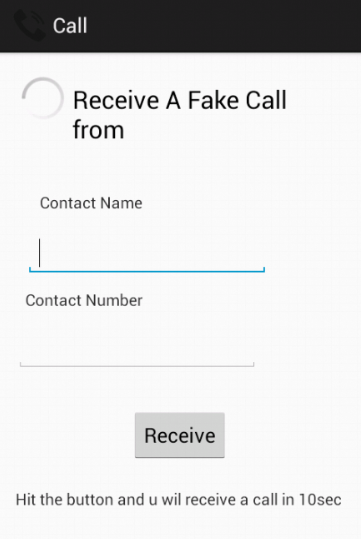 Call
Receive A Fake Call
from
Contact Name
Contact Number
Receive
Hit the button and u wil receive a call in 10sec